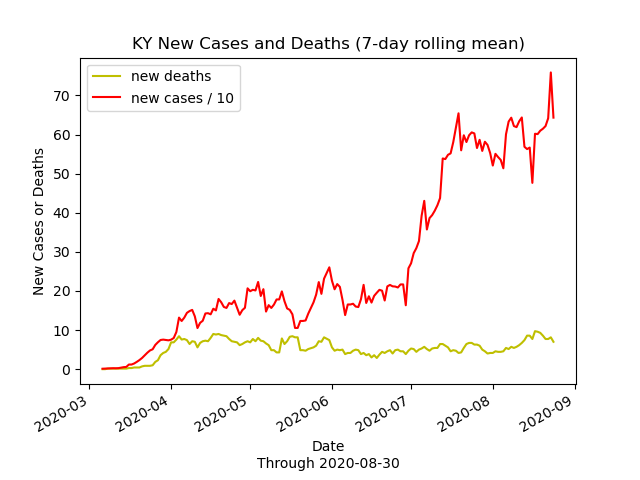 KY New Cases and Deaths (7-day rolling mean)
new deaths
new cases / 10
New Cases or Deaths
70
60
50
40
30
20
10
0
2020-03
2020-04
2020-05
2020-06
2020-07
2020-08
2020-09
Date
Through 2020-08-30